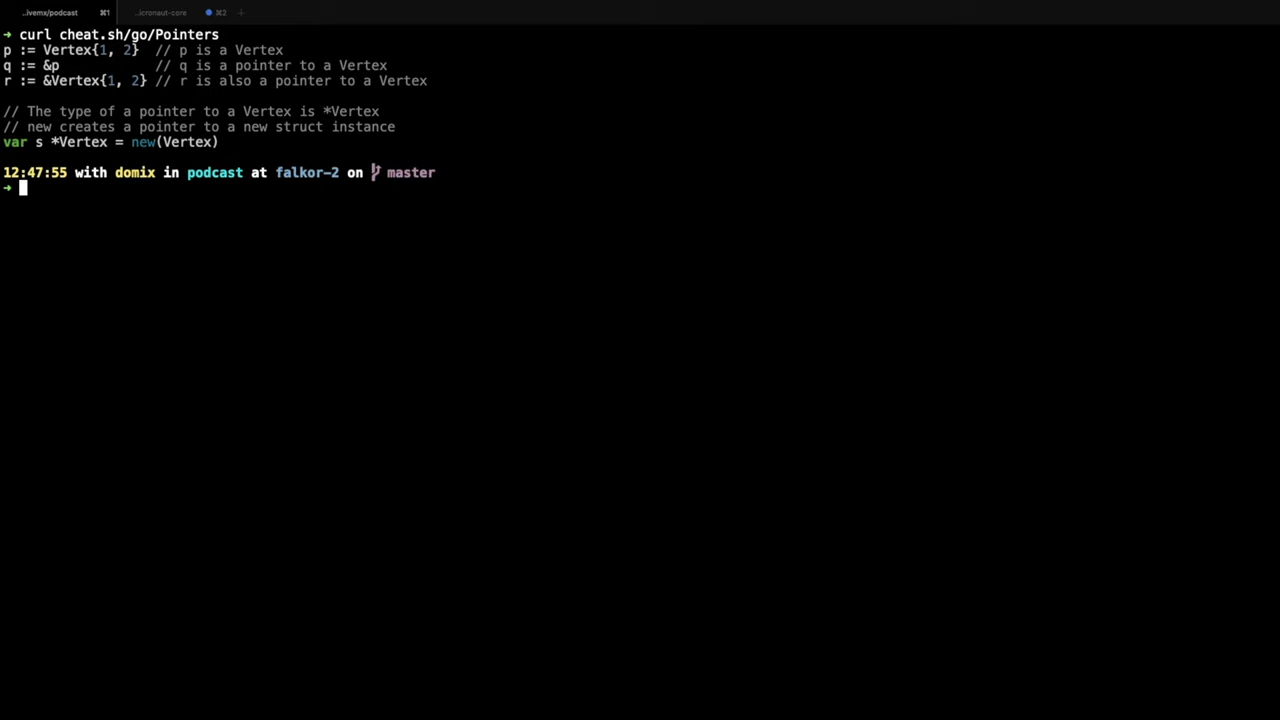 ..ivemx/podcast ⌘1 ..icronaut-core ⌘2 +
→ curl cheat.sh/go/Pointers
p := Vertex{1, 2}  // p is a Vertex
q := &p            // q is a pointer to a Vertex
r := &Vertex{1, 2} // r is also a pointer to a Vertex
// The type of a pointer to a Vertex is *Vertex
// new creates a pointer to a new struct instance
var s *Vertex = new(Vertex)
12:47:55 with domix in podcast at falkor-2 on master
→